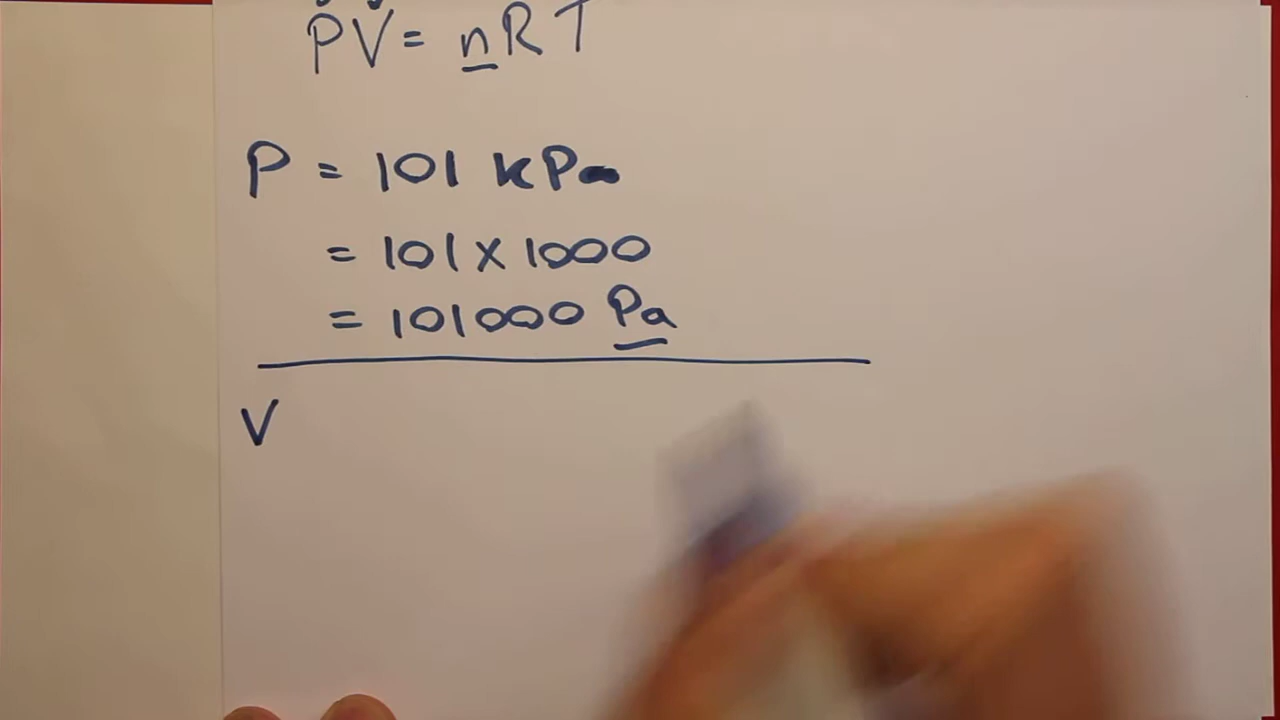 PV = nRT
P = 101 kPa
= 101 x 1000
= 101000 Pa
V